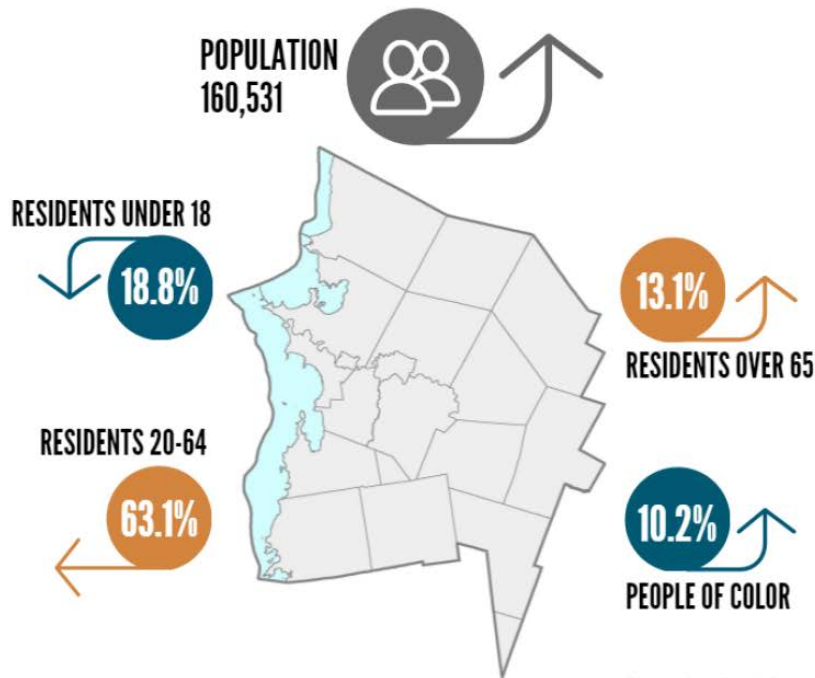 POPULATION
160,531
RESIDENTS UNDER 18
18.8%
13.1%
RESIDENTS OVER 65
RESIDENTS 20-64
63.1%
10.2%
PEOPLE OF COLOR